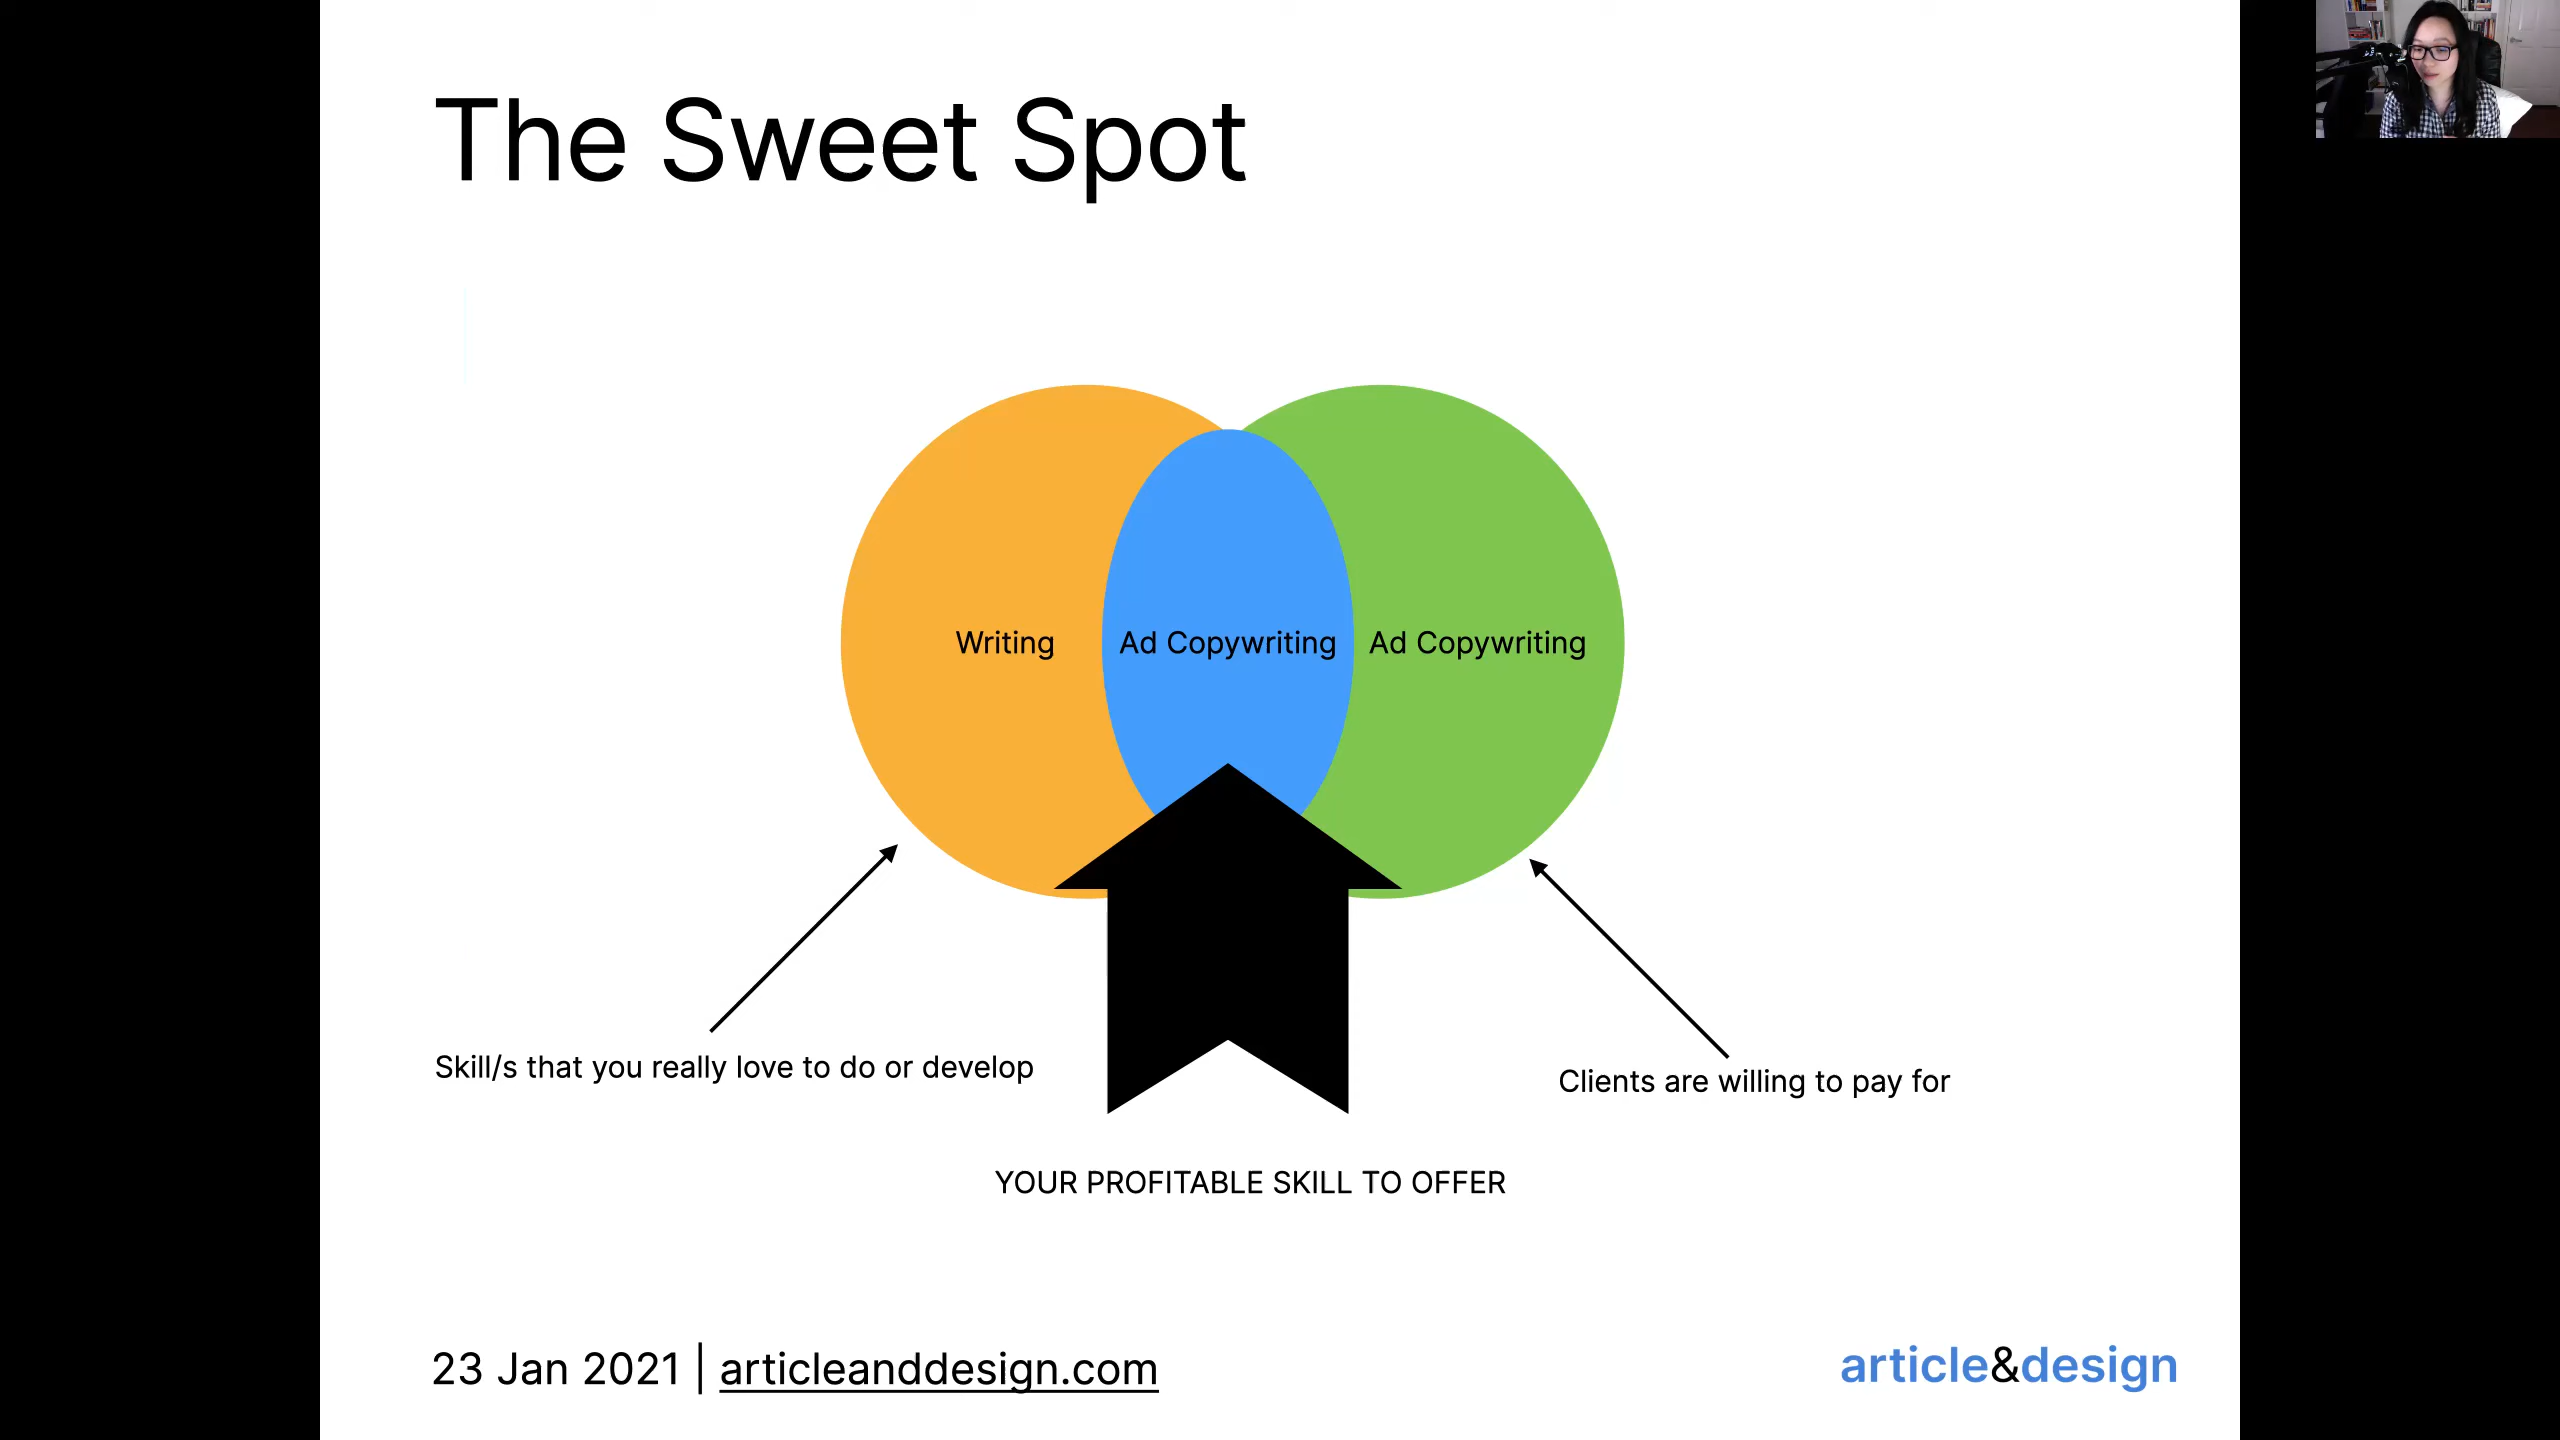 The Sweet Spot
Writing
Ad Copywriting
Ad Copywriting
Skill/s that you really love to do or develop
Clients are willing to pay for
YOUR PROFITABLE SKILL TO OFFER
23 Jan 2021 | articleanddesign.com
article&design